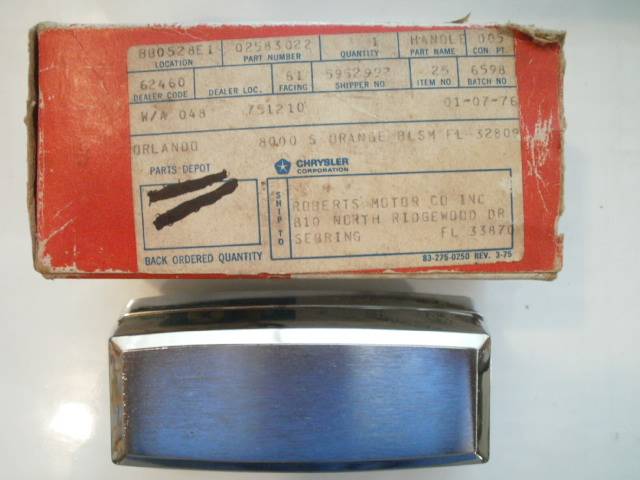 BB0528E1 02583022 1 HANDLE 005
LOCATION PART NUMBER QUANTITY PART NAME CON PT.
62460 61 5952922 25 6598
DEALER CODE DEALER LOC. FACING SHIPPER NO ITEM NO. BATCH NO
W/A 048 751210 01-07-76
ORLANDO 8000 S ORANGE BLSM FL 32809
PARTS DEPOT
CHRYSLER
CORPORATION
SHIP TO
ROBERTS MOTOR CO INC
810 NORTH RIDGEWOOD DR
SEBRING FL 33870
BACK ORDERED QUANTITY
83-275-0250 REV. 3-75